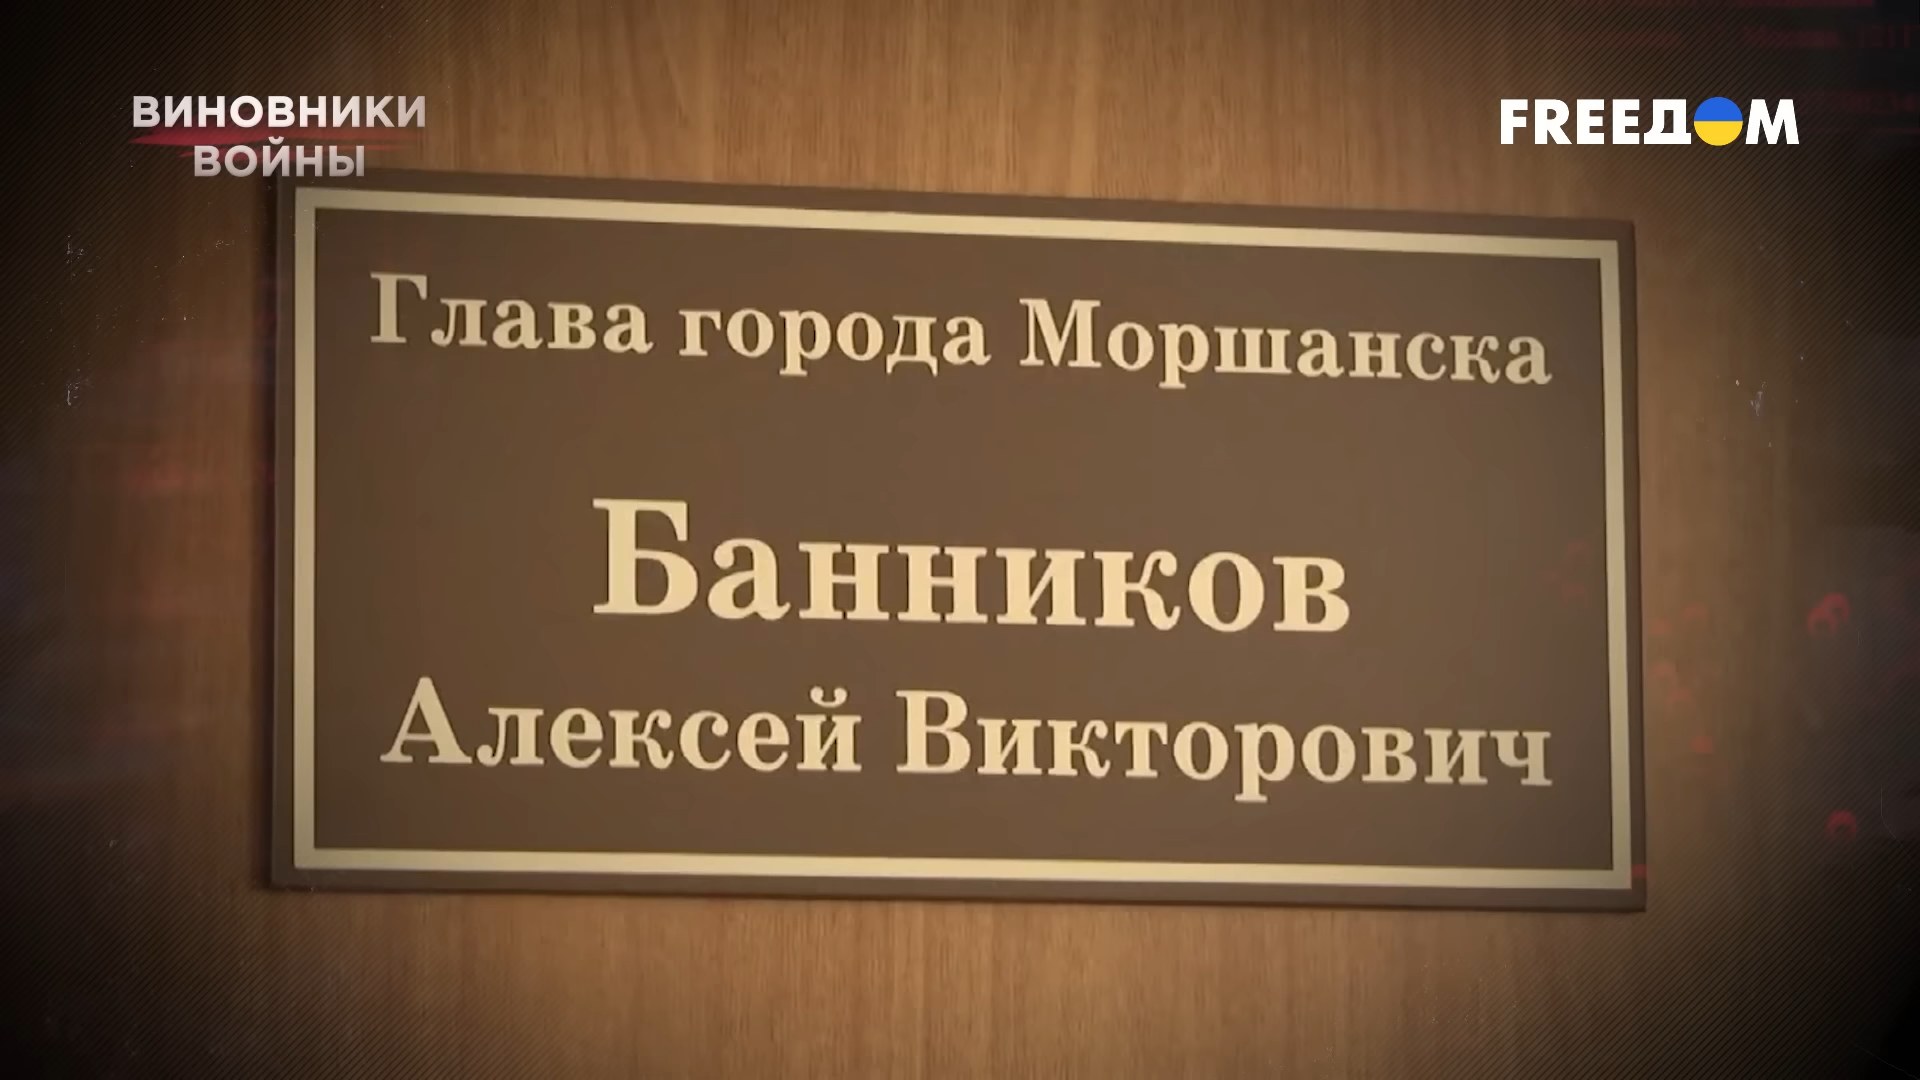 ВИНОВНИКИ
ВОЙНЫ
FREEДОМ
Глава города Моршанска
Банников
Алексей Викторович